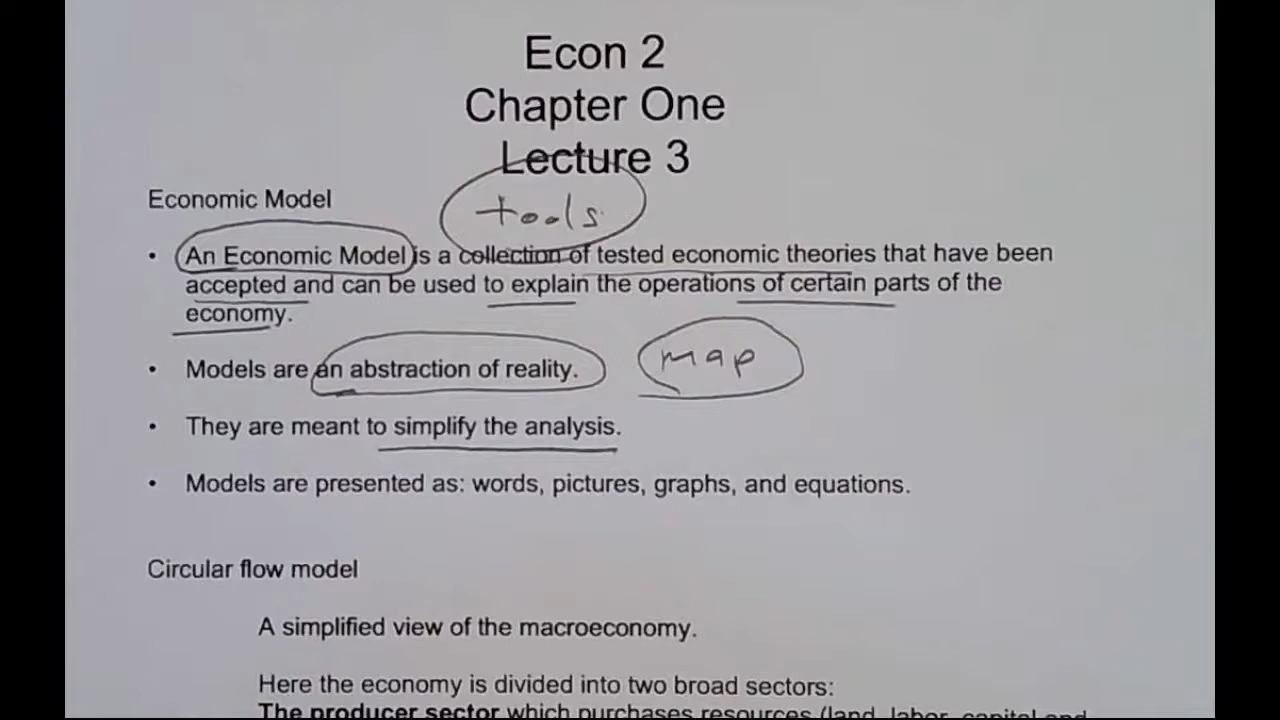 Econ 2
Chapter One
Lecture 3
Economic Model
tools
• An Economic Model is a collection of tested economic theories that have been
accepted and can be used to explain the operations of certain parts of the
economy.
• Models are an abstraction of reality. map
• They are meant to simplify the analysis.
• Models are presented as: words, pictures, graphs, and equations.
Circular flow model
A simplified view of the macroeconomy.
Here the economy is divided into two broad sectors:
The producer sector which purchases resources (land, labor, capital and